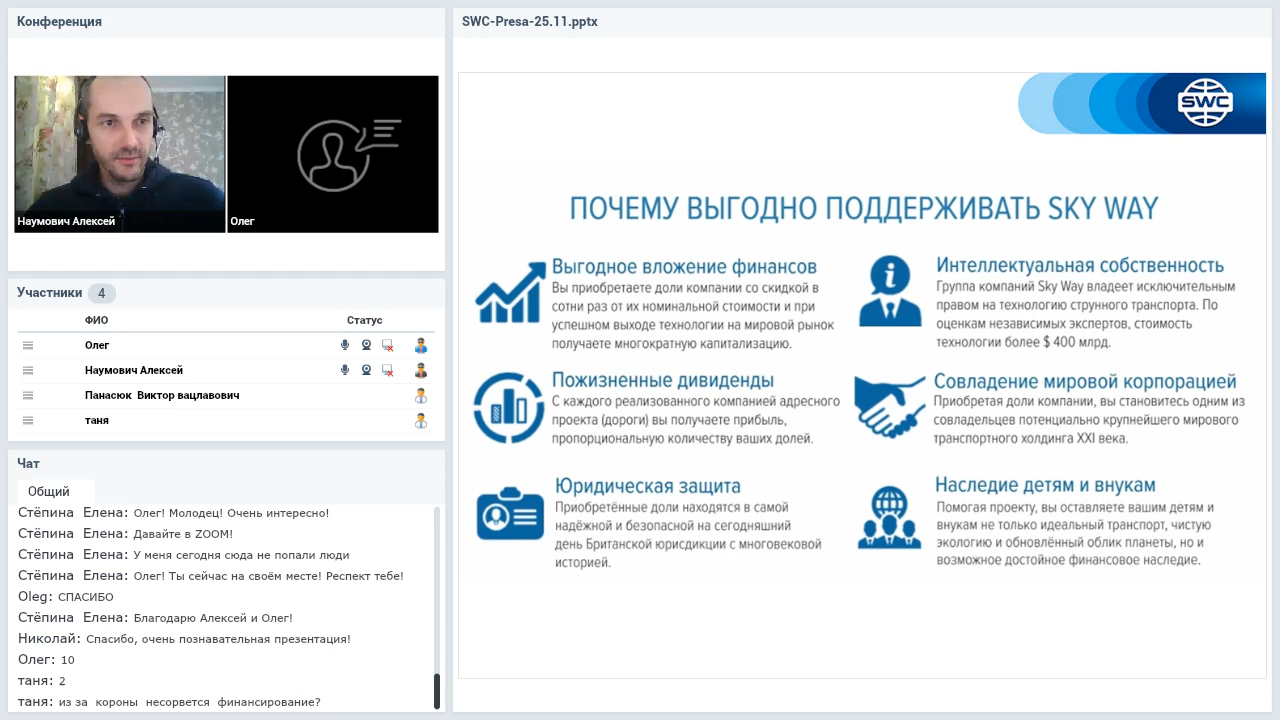 Конференция
Наумович Алексей
Олег
Участники 4
ФИО Статус
Олег
Наумович Алексей
Панасюк Виктор вацлавович
таня
Чат
Общий
Стёпина Елена: Олег! Молодец! Очень интересно!
Стёпина Елена: Давайте в ZOOM!
Стёпина Елена: У меня сегодня сюда не попали люди
Стёпина Елена: Олег! Ты сейчас на своём месте! Респект тебе!
Oleg: СПАСИБО
Стёпина Елена: Благодарю Алексей и Олег!
Николай: Спасибо, очень познавательная презентация!
Олег: 10
таня: 2
таня: из за короны несорвется финансирование?
SWC-Presa-25.11.pptx
SWC
ПОЧЕМУ ВЫГОДНО ПОДДЕРЖИВАТЬ SKY WAY
Выгодное вложение финансов
Вы приобретаете доли компании со скидкой в
сотни раз от их номинальной стоимости и при
успешном выходе технологии на мировой рынок
получаете многократную капитализацию.
Интеллектуальная собственность
Группа компаний Sky Way владеет исключительным
правом на технологию струнного транспорта. По
оценкам независимых экспертов, стоимость
технологии более $ 400 млрд.
Пожизненные дивиденды
С каждого реализованного компанией адресного
проекта (дороги) вы получаете прибыль,
пропорциональную количеству ваших долей.
Совладение мировой корпорацией
Приобретая доли компании, вы становитесь одним из
совладельцев потенциально крупнейшего мирового
транспортного холдинга XXI века.
Юридическая защита
Приобретённые доли находятся в самой
надёжной и безопасной на сегодняшний
день Британской юрисдикции с многовековой
историей.
Наследие детям и внукам
Помогая проекту, вы оставляете вашим детям и
внукам не только идеальный транспорт, чистую
экологию и обновлённый облик планеты, но и
возможное достойное финансовое наследие.